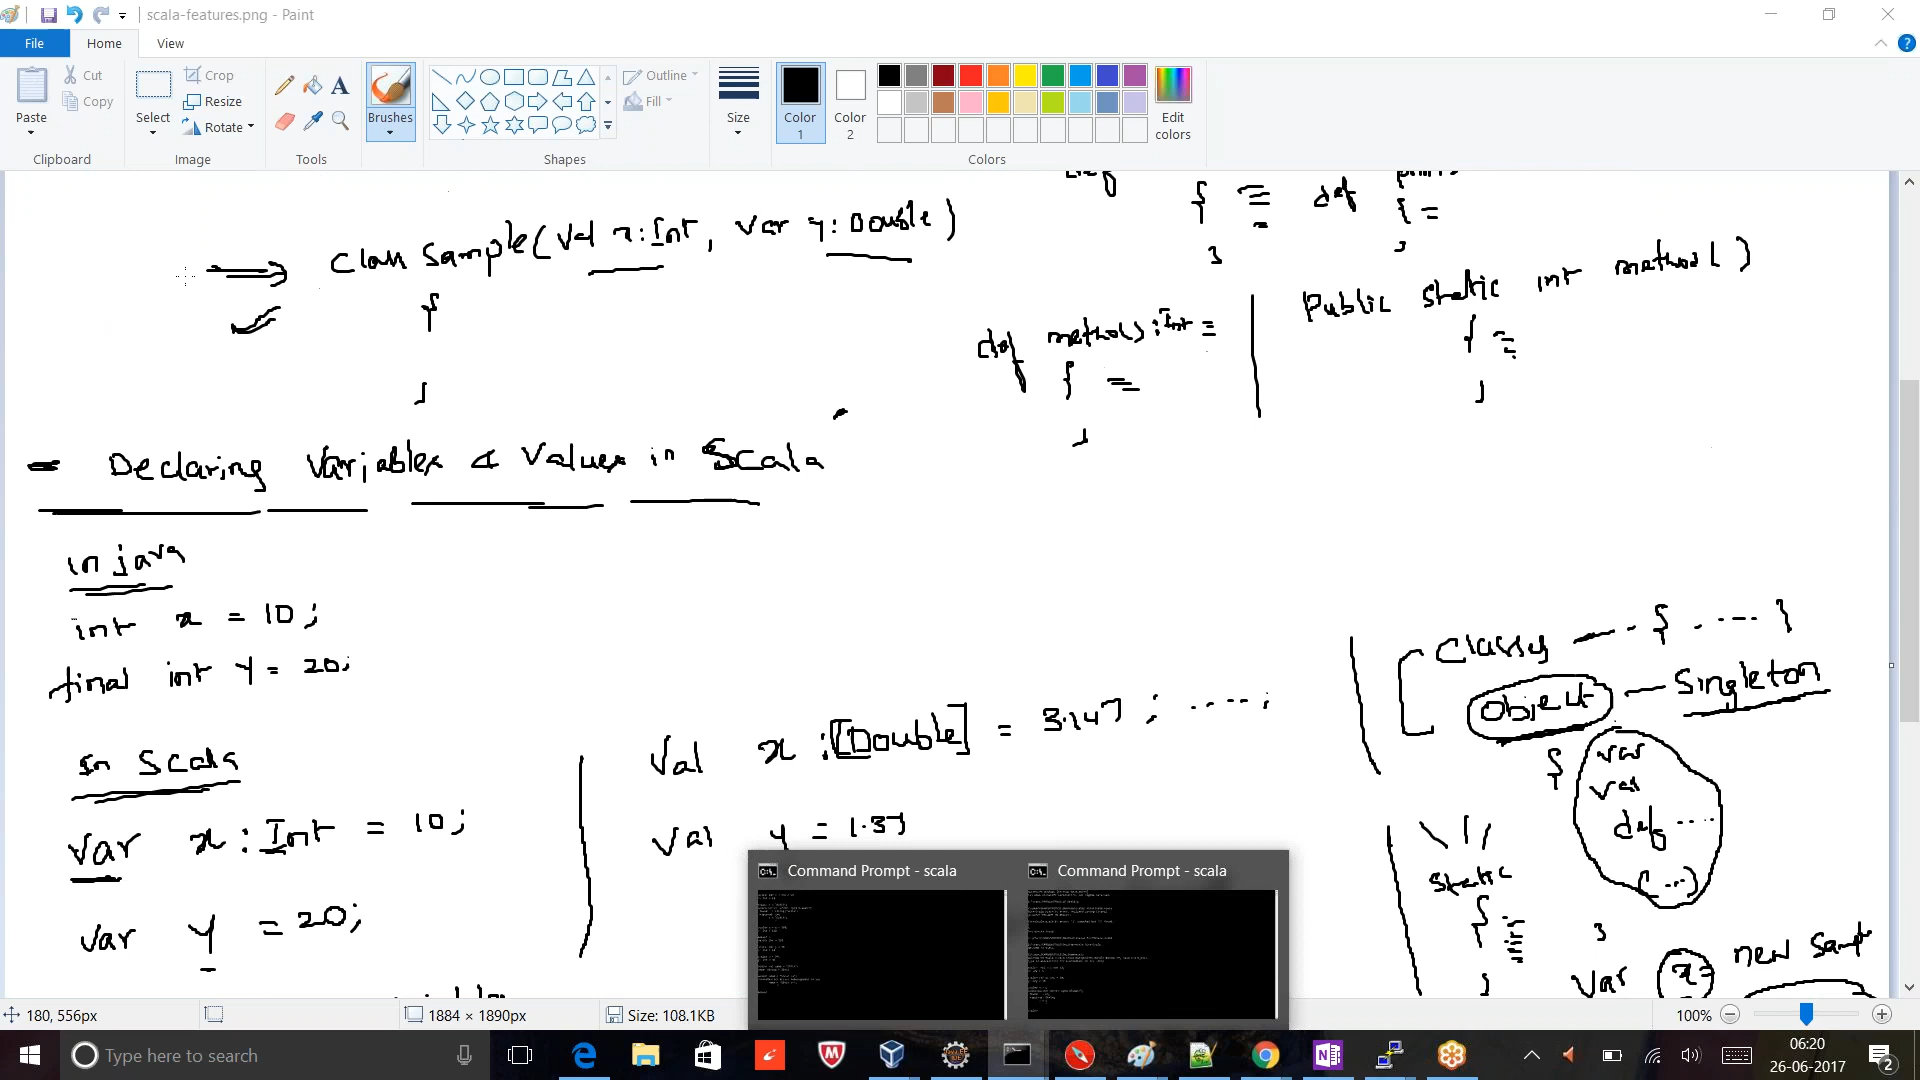 scala-features.png - Paint
File
Home
View
Paste
Cut
Copy
Clipboard
Select
Crop
Resize
Rotate
Image
Tools
Brushes
Shapes
Outline
Fill
Size
Color
1
Color
2
Edit
colors
Colors
def
{ = def { =
}
}
class Sample(val x:Int, var y:Double)
{
}
def method():Int =
{ =
}
Public static int method()
{ =
}
= Declaring Variables & Values in Scala
in java
int x = 10;
final int y = 20;
In Scala
var x:Int = 10;
var y = 20;
val x :[Double] = 3.147; ....;
val y = 1.37
Classes - - { .... }
Object - Singleton
{ var
val
def ...
(...)
}
static
{
}
var x= new Sample
Command Prompt - scala
Command Prompt - scala
180, 556px
1884 × 1890px
Size: 108.1KB
100%
Type here to search
06:20
26-06-2017
2